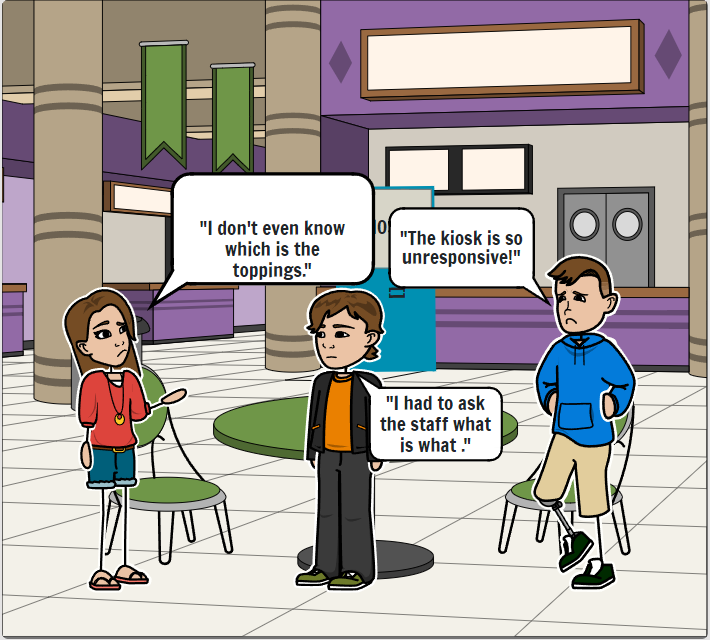 "I don't even know
which is the
toppings."
"The kiosk is so
unresponsive!"
"I had to ask
the staff what
is what ."